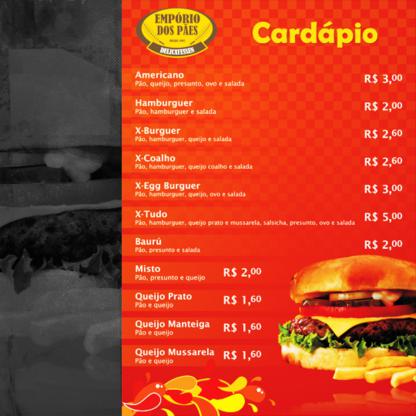 EMPÓRIO
DOS PÃES
DELICATESSEN
Cardápio
Americano
Pão, queijo, presunto, ovo e salada
R$ 3,00
Hamburguer
Pão, hamburguer e salada
R$ 2,00
X-Burguer
Pão, hamburguer, queijo e salada
R$ 2,60
X-Coalho
Pão, hamburguer, queijo coalho e salada
R$ 2,60
X-Egg Burguer
Pão, hamburguer, queijo, ovo e salada
R$ 3,00
X-Tudo
Pão, hamburguer, queijo prato e mussarela, salsicha, presunto, ovo e salada
R$ 5,00
Baurú
Pão, presunto e salada
R$ 2,00
Misto
Pão, presunto e queijo
R$ 2,00
Queijo Prato
Pão e queijo
R$ 1,60
Queijo Manteiga
Pão e queijo
R$ 1,60
Queijo Mussarela
Pão e queijo
R$ 1,60